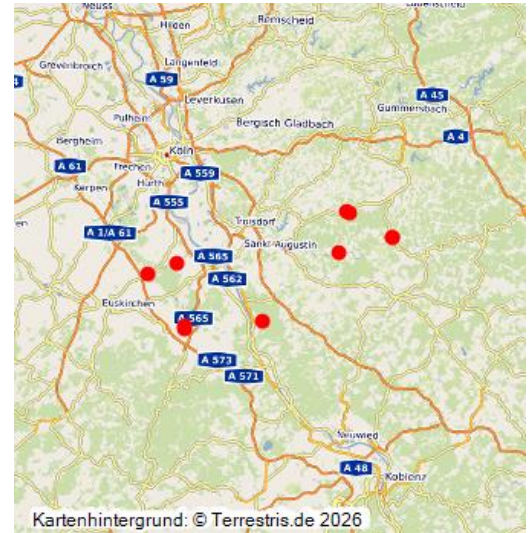 Neuss
Remscheid
Lüdenscheid
Hilden
Grevenbroich
Langenfeld
A 59
A 45
Leverkusen
Gummersbach
Pulheim
Bergisch Gladbach
A 4
Bergheim
Köln
A 61
Frechen
A 559
Kerpen
Hürth
A 555
Troisdorf
A 1/A 61
Sankt Augustin
A 565
A 562
Euskirchen
A 565
A 573
A 571
Neuwied
A 48
Koblenz
Kartenhintergrund: © Terrestris.de 2026